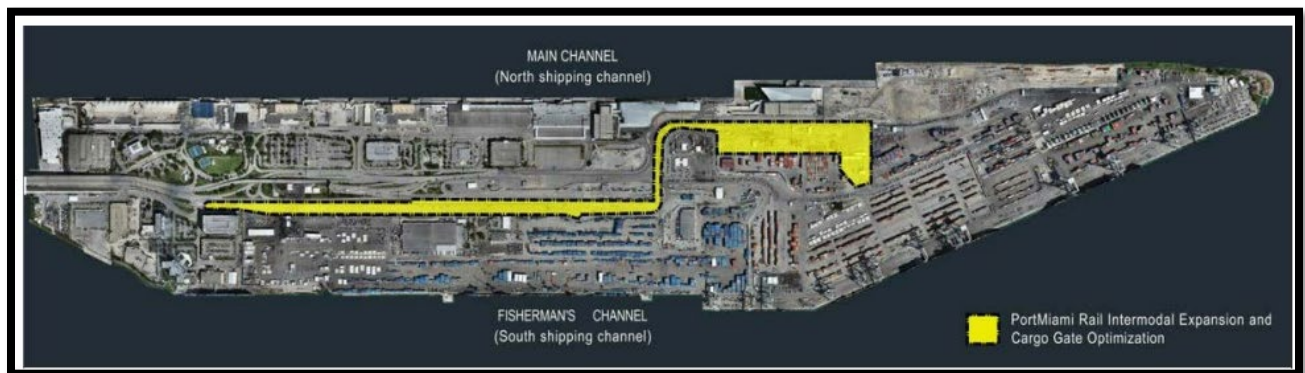 MAIN CHANNEL
(North shipping channel)
FISHERMAN'S CHANNEL
(South shipping channel)
PortMiami Rail Intermodal Expansion and
Cargo Gate Optimization